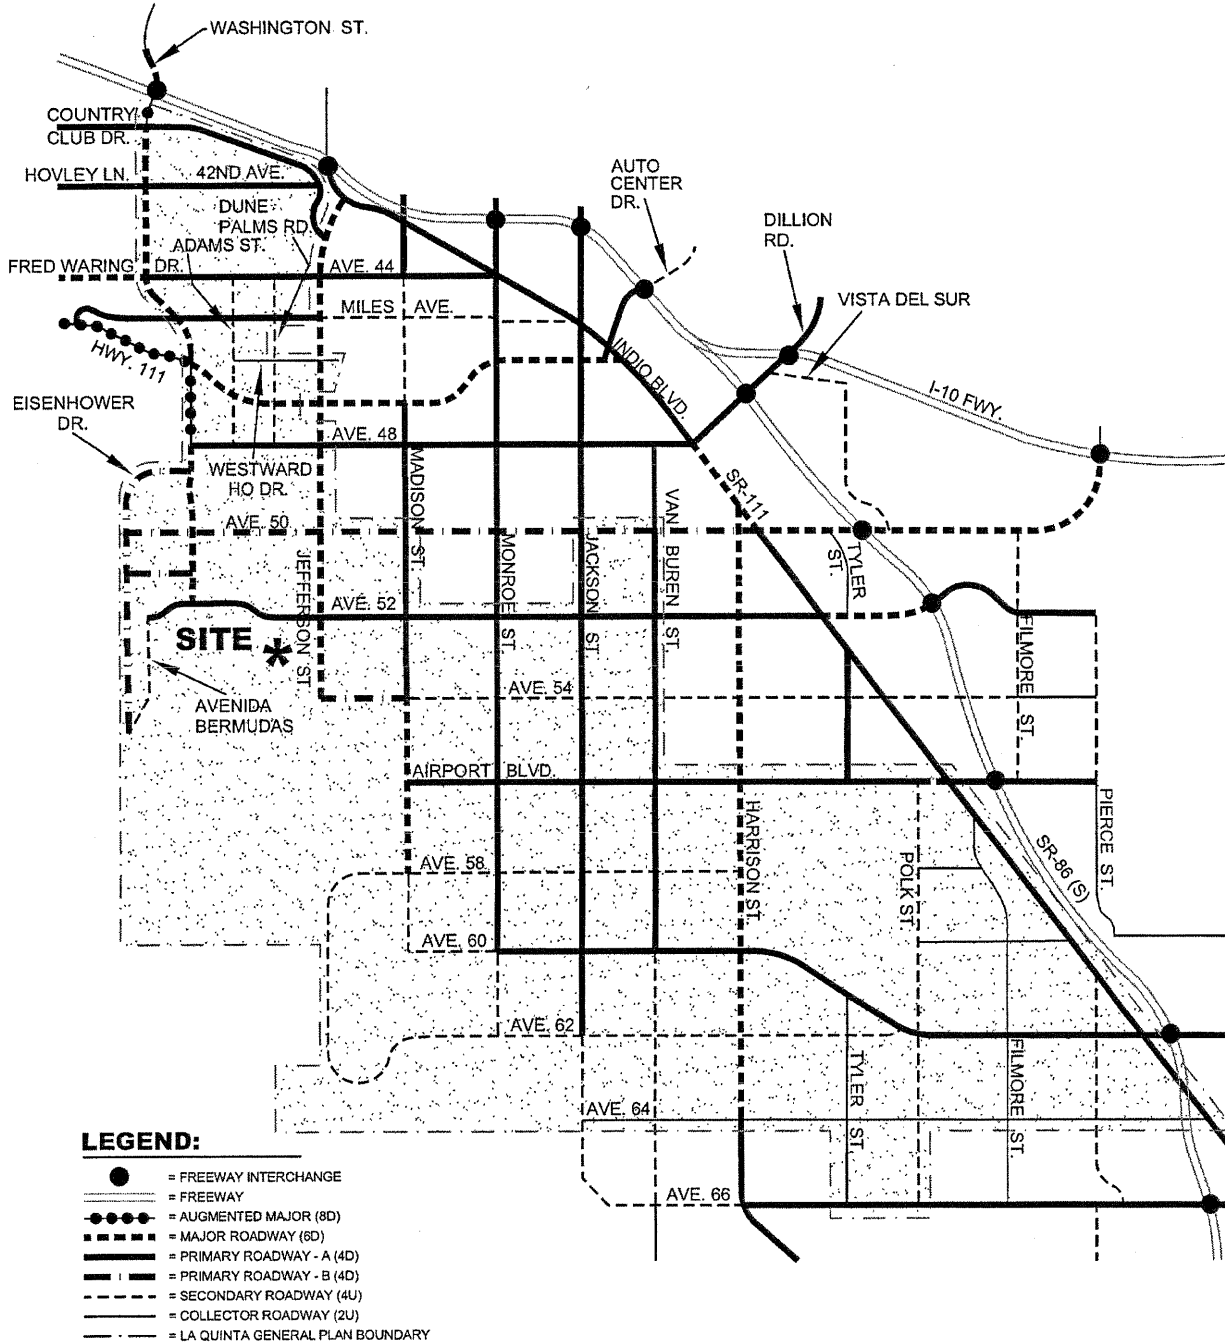 WASHINGTON ST.
COUNTRY
CLUB DR.
HOVLEY LN.
42ND AVE.
DUNE
PALMS RD.
ADAMS ST.
FRED WARING DR.
AVE. 44
MILES AVE.
AUTO
CENTER
DR.
DILLION
RD.
VISTA DEL SUR
HWY. 111
INDIO BLVD.
I-10 FWY.
EISENHOWER
DR.
AVE. 48
WESTWARD
HO DR.
MADISON ST.
SR-111
AVE. 50
JEFFERSON ST.
MONROE ST
JACKSON ST
VAN BUREN ST.
TYLER ST.
AVE. 52
SITE *
FILMORE ST.
AVE. 54
AVENIDA
BERMUDAS
AIRPORT BLVD.
HARRISON ST.
POLK ST.
SR-86 (S)
PIERCE ST.
AVE. 58
AVE. 60
AVE. 62
TYLER ST.
FILMORE ST.
AVE. 64
AVE. 66
LEGEND:
= FREEWAY INTERCHANGE
= FREEWAY
= AUGMENTED MAJOR (8D)
= MAJOR ROADWAY (6D)
= PRIMARY ROADWAY - A (4D)
= PRIMARY ROADWAY - B (4D)
= SECONDARY ROADWAY (4U)
= COLLECTOR ROADWAY (2U)
= LA QUINTA GENERAL PLAN BOUNDARY